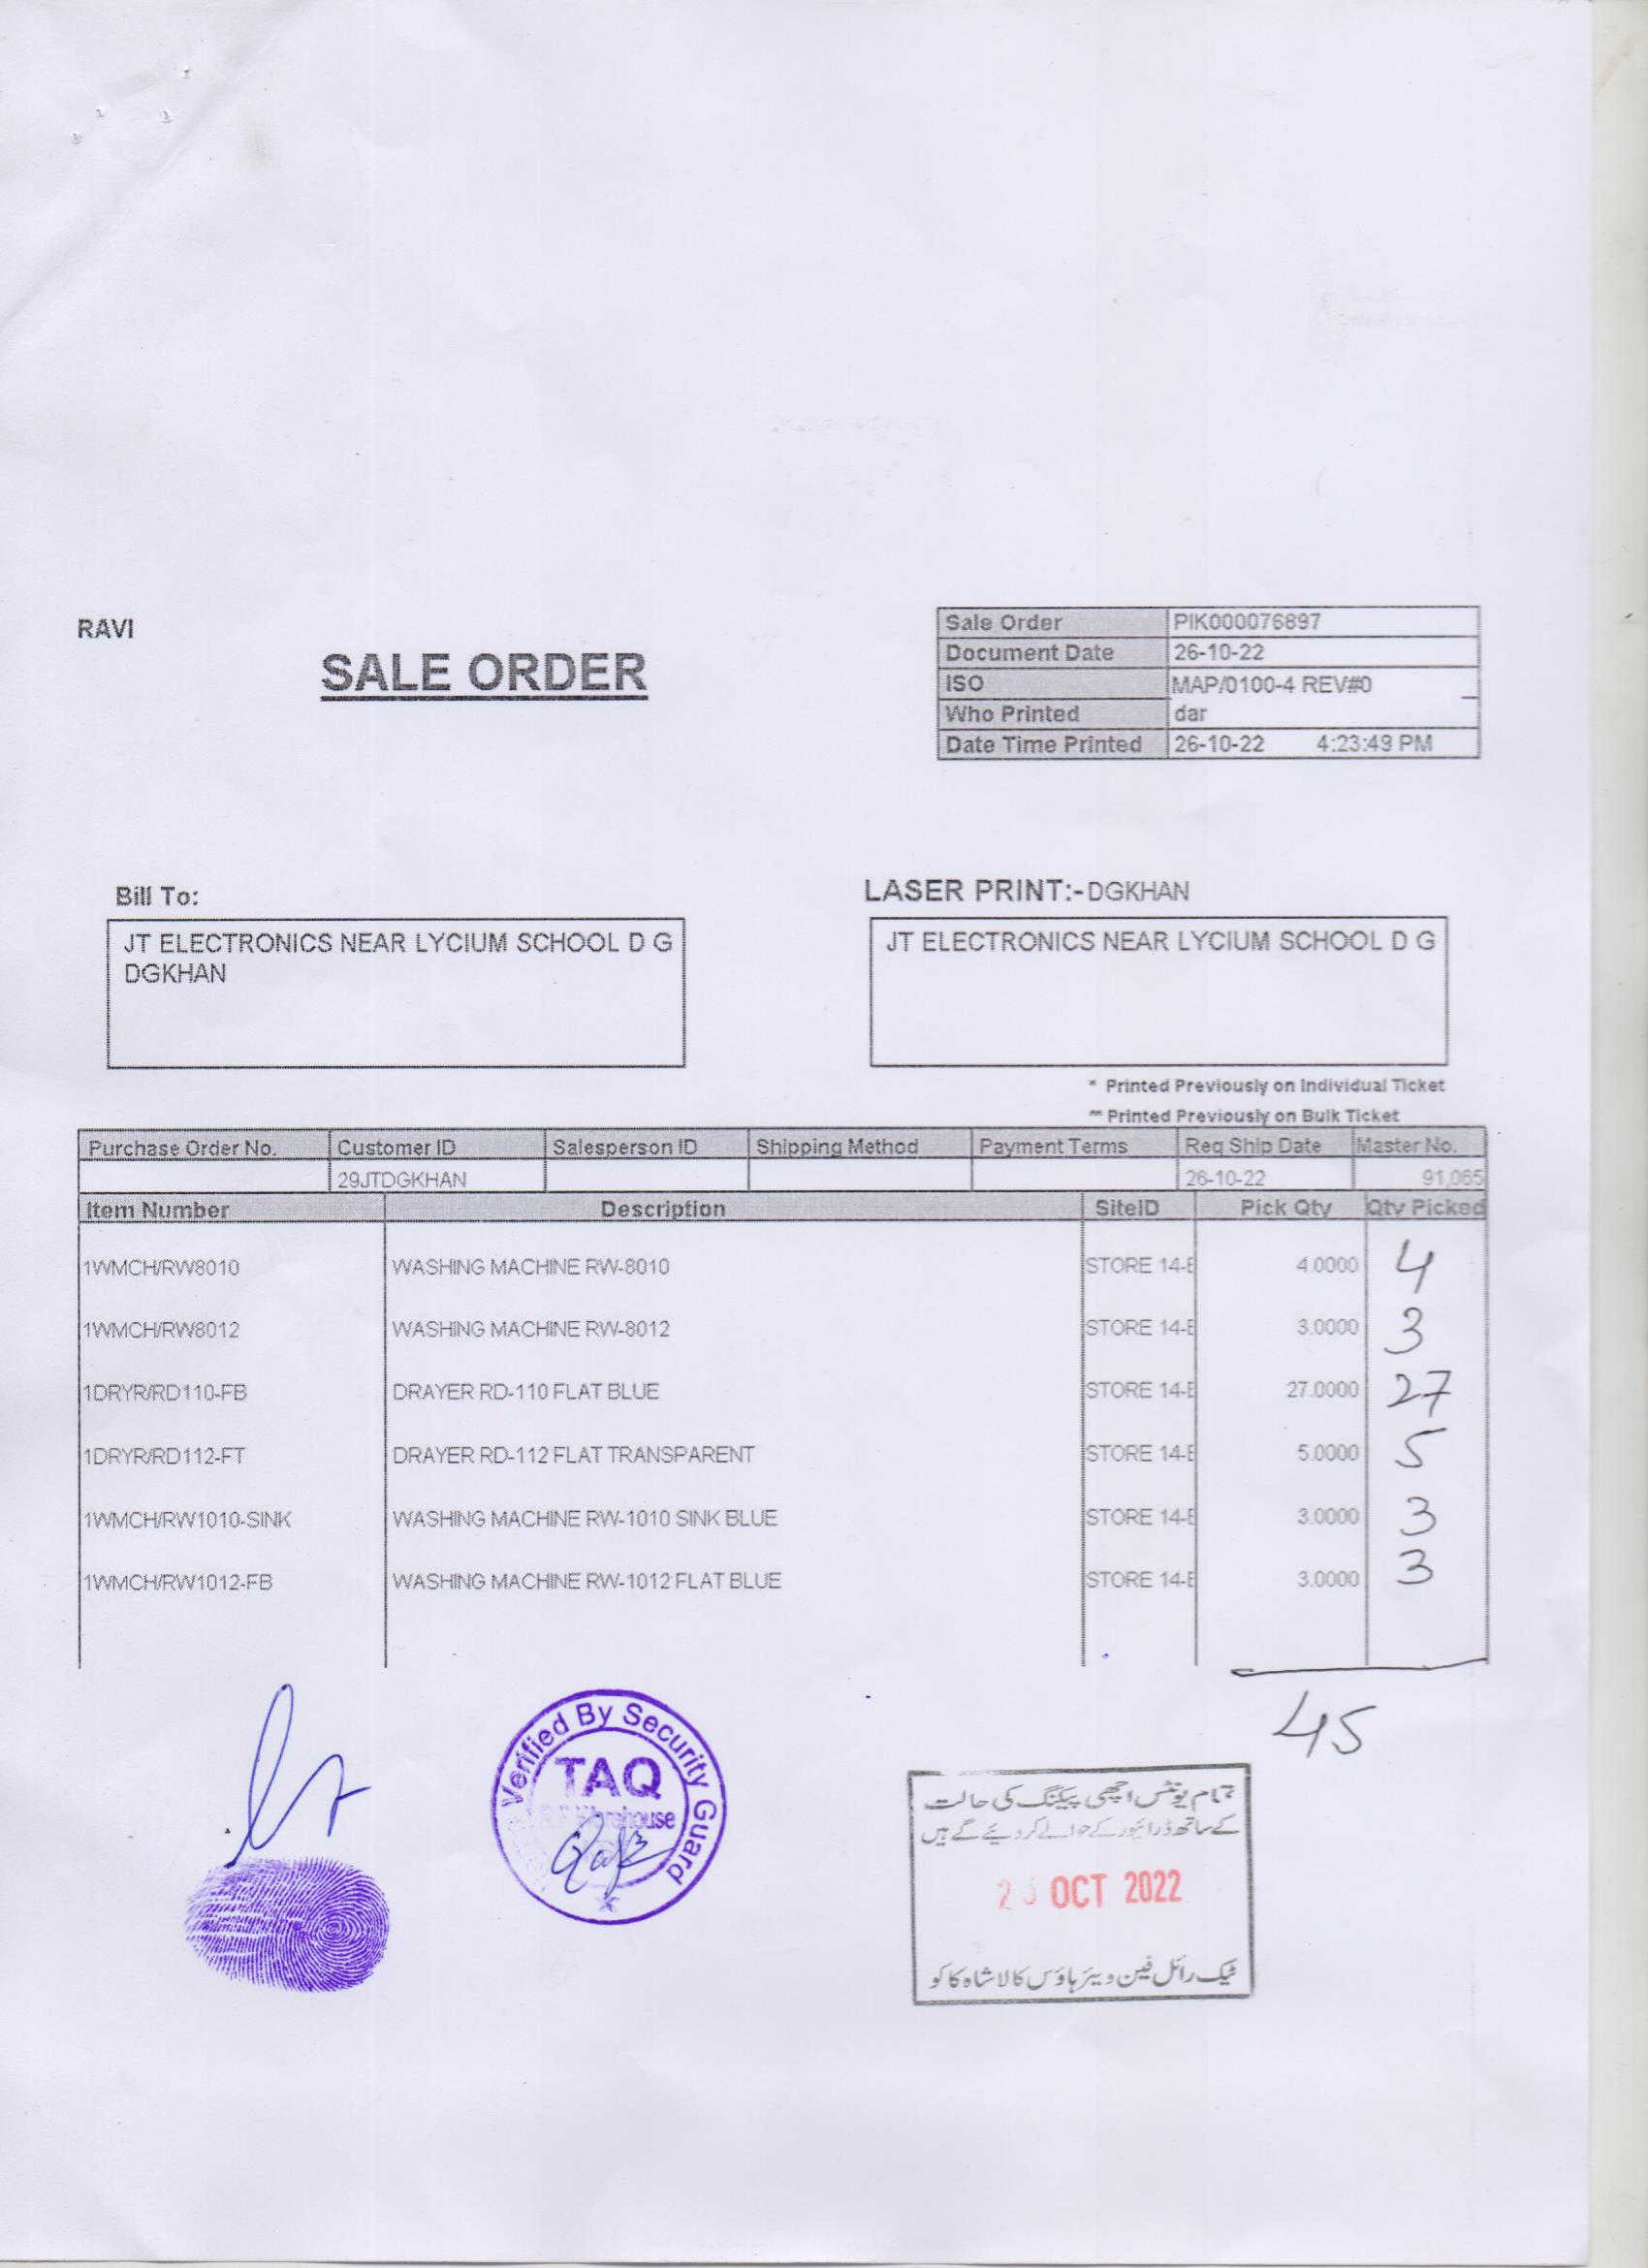 RAVI
SALE ORDER
Sale Order PIK000076897
Document Date 26-10-22
ISO MAP/0100-4 REV#0
Who Printed dar
Date Time Printed 26-10-22 4:23:49 PM
Bill To:
LASER PRINT:-DGKHAN
JT ELECTRONICS NEAR LYCIUM SCHOOL D G
DGKHAN
JT ELECTRONICS NEAR LYCIUM SCHOOL D G
* Printed Previously on Individual Ticket
** Printed Previously on Bulk Ticket
Purchase Order No. Customer ID Salesperson ID Shipping Method Payment Terms Req Ship Date Master No.
29JTDGKHAN 26-10-22 91,065
Item Number Description SiteID Pick Qty Qty Picked
1WMCH/RW8010 WASHING MACHINE RW-8010 STORE 14-E 4.0000 4
1WMCH/RW8012 WASHING MACHINE RW-8012 STORE 14-E 3.0000 3
1DRYR/RD110-FB DRAYER RD-110 FLAT BLUE STORE 14-E 27.0000 27
1DRYR/RD112-FT DRAYER RD-112 FLAT TRANSPARENT STORE 14-E 5.0000 5
1WMCH/RW1010-SINK WASHING MACHINE RW-1010 SINK BLUE STORE 14-E 3.0000 3
1WMCH/RW1012-FB WASHING MACHINE RW-1012 FLAT BLUE STORE 14-E 3.0000 3
45
Verified By Security Guard
TAQ
Warehouse
تمام یونٹس اچھی پیکنگ کی حالت
کے ساتھ ڈرائیور کے حوالے کر دیئے گئے ہیں
OCT 2022
ٹیک رائل فین ویئر ہاؤس کالا شاہ کاکو